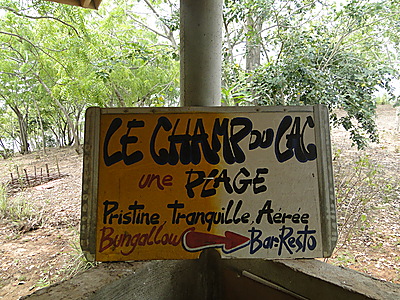 LE CHAMP DU LAC
une PLAGE
Pristine, Tranquille, Aérée
Bungallow Bar-Resto